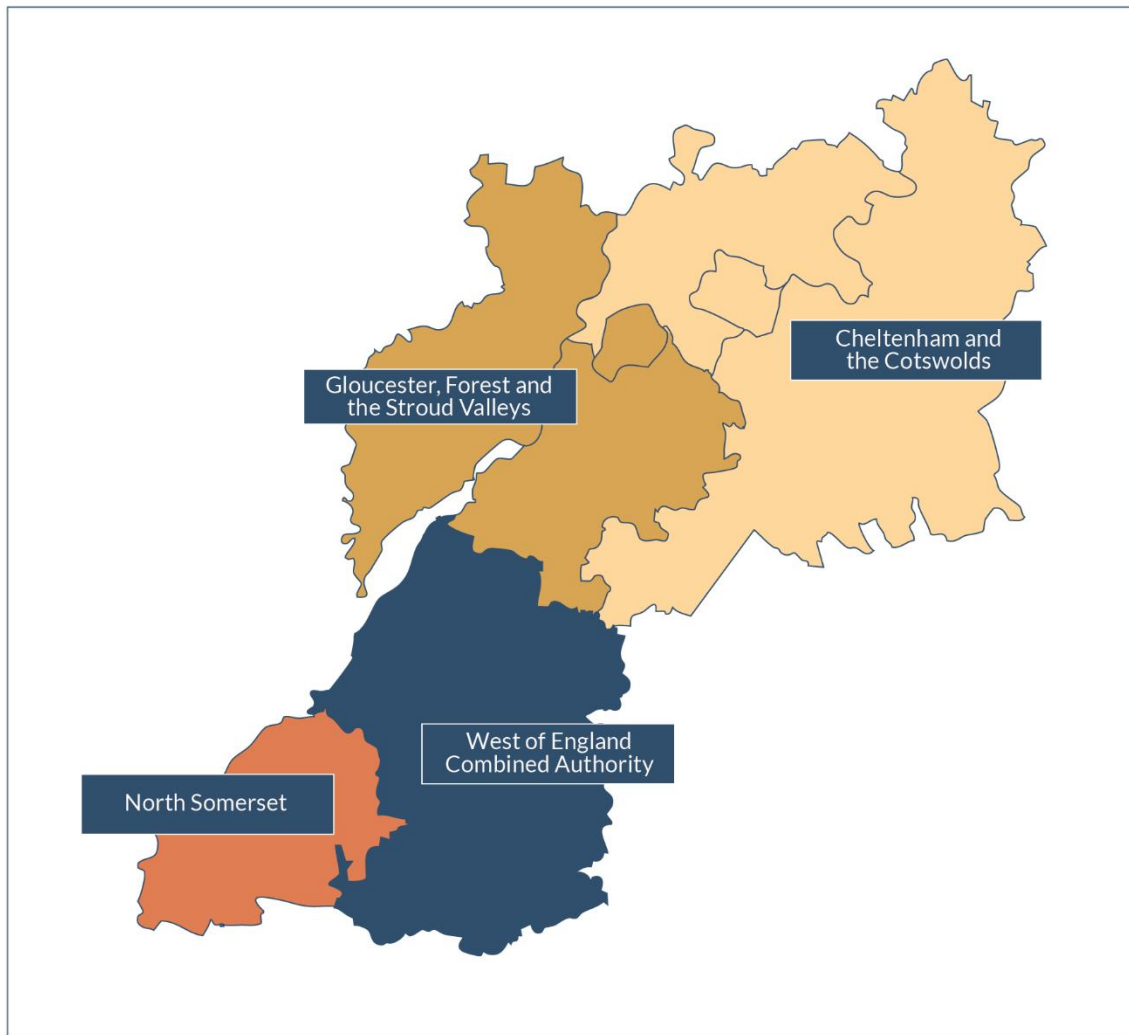 Cheltenham and
the Cotswolds
Gloucester, Forest and
the Stroud Valleys
West of England
Combined Authority
North Somerset